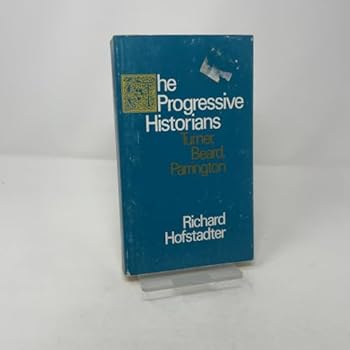 The
Progressive
Historians
Turner,
Beard,
Parrington
Richard
Hofstadter